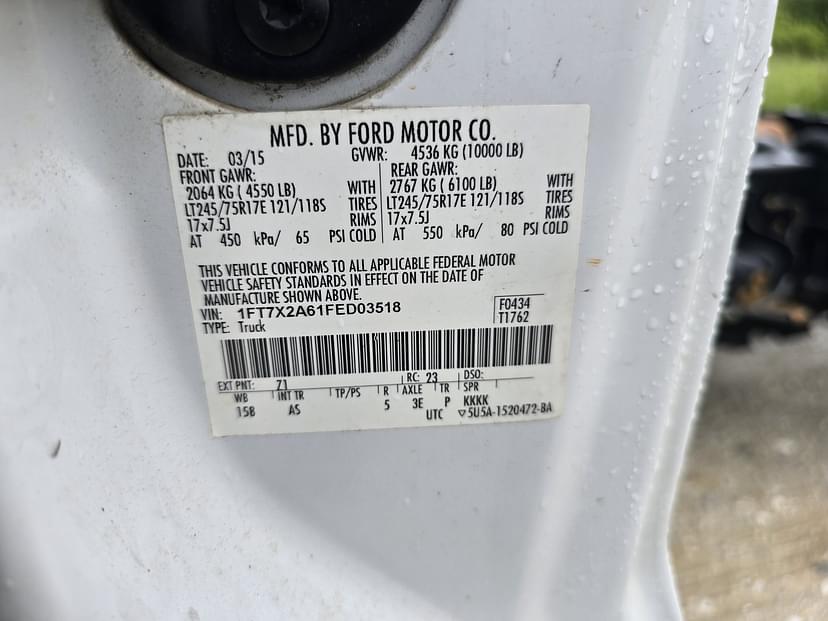 MFD. BY FORD MOTOR CO.
DATE: 03/15 GVWR: 4536 KG (10000 LB)
FRONT GAWR: REAR GAWR:
2064 KG ( 4550 LB) WITH 2767 KG ( 6100 LB) WITH
LT245/75R17E 121/118S TIRES LT245/75R17E 121/118S TIRES
17x7.5J RIMS 17x7.5J RIMS
AT 450 kPa/ 65 PSI COLD AT 550 kPa/ 80 PSI COLD
THIS VEHICLE CONFORMS TO ALL APPLICABLE FEDERAL MOTOR
VEHICLE SAFETY STANDARDS IN EFFECT ON THE DATE OF
MANUFACTURE SHOWN ABOVE.
VIN: 1FT7X2A61FED03518 F0434
TYPE: Truck T1762
EXT PNT: Z1 RC: 23 DSO:
WB INT TR TP/PS R AXLE TR SPR
158 AS 5 3E P KKKK
UTC ▽5U5A-1520472-BA